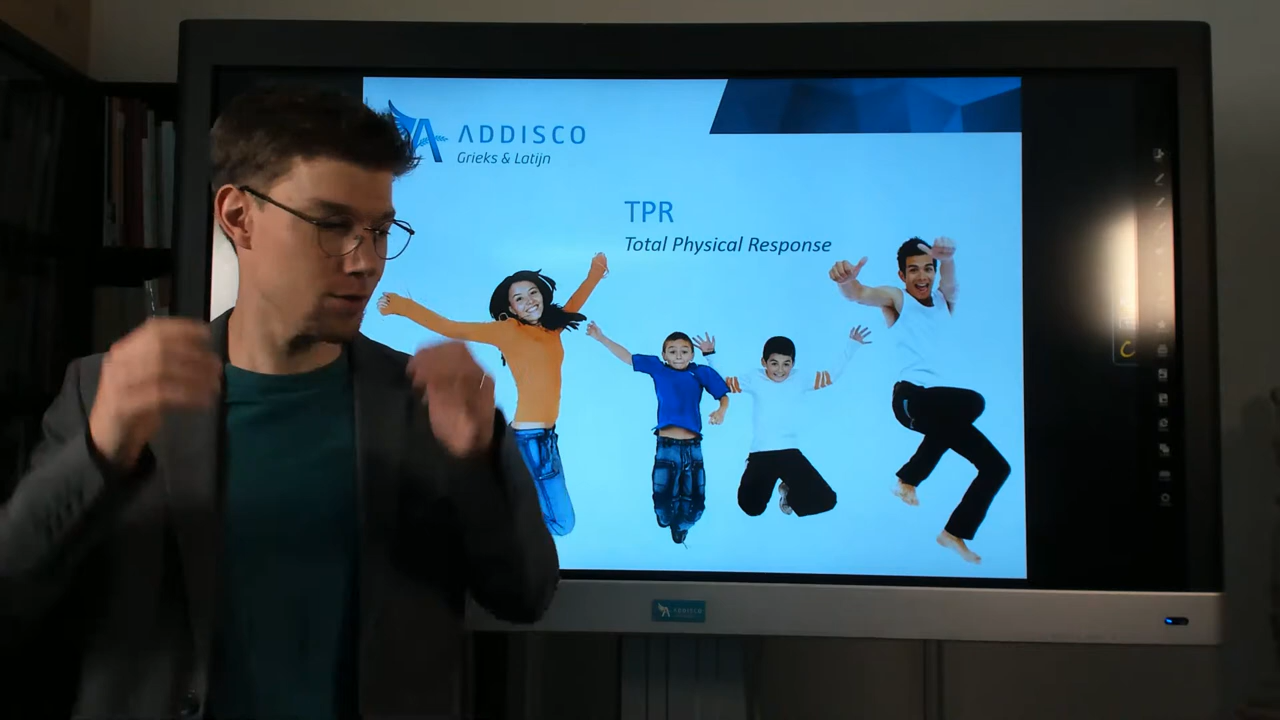 ADDISCO
Grieks & Latijn
TPR
Total Physical Response
ADDISCO